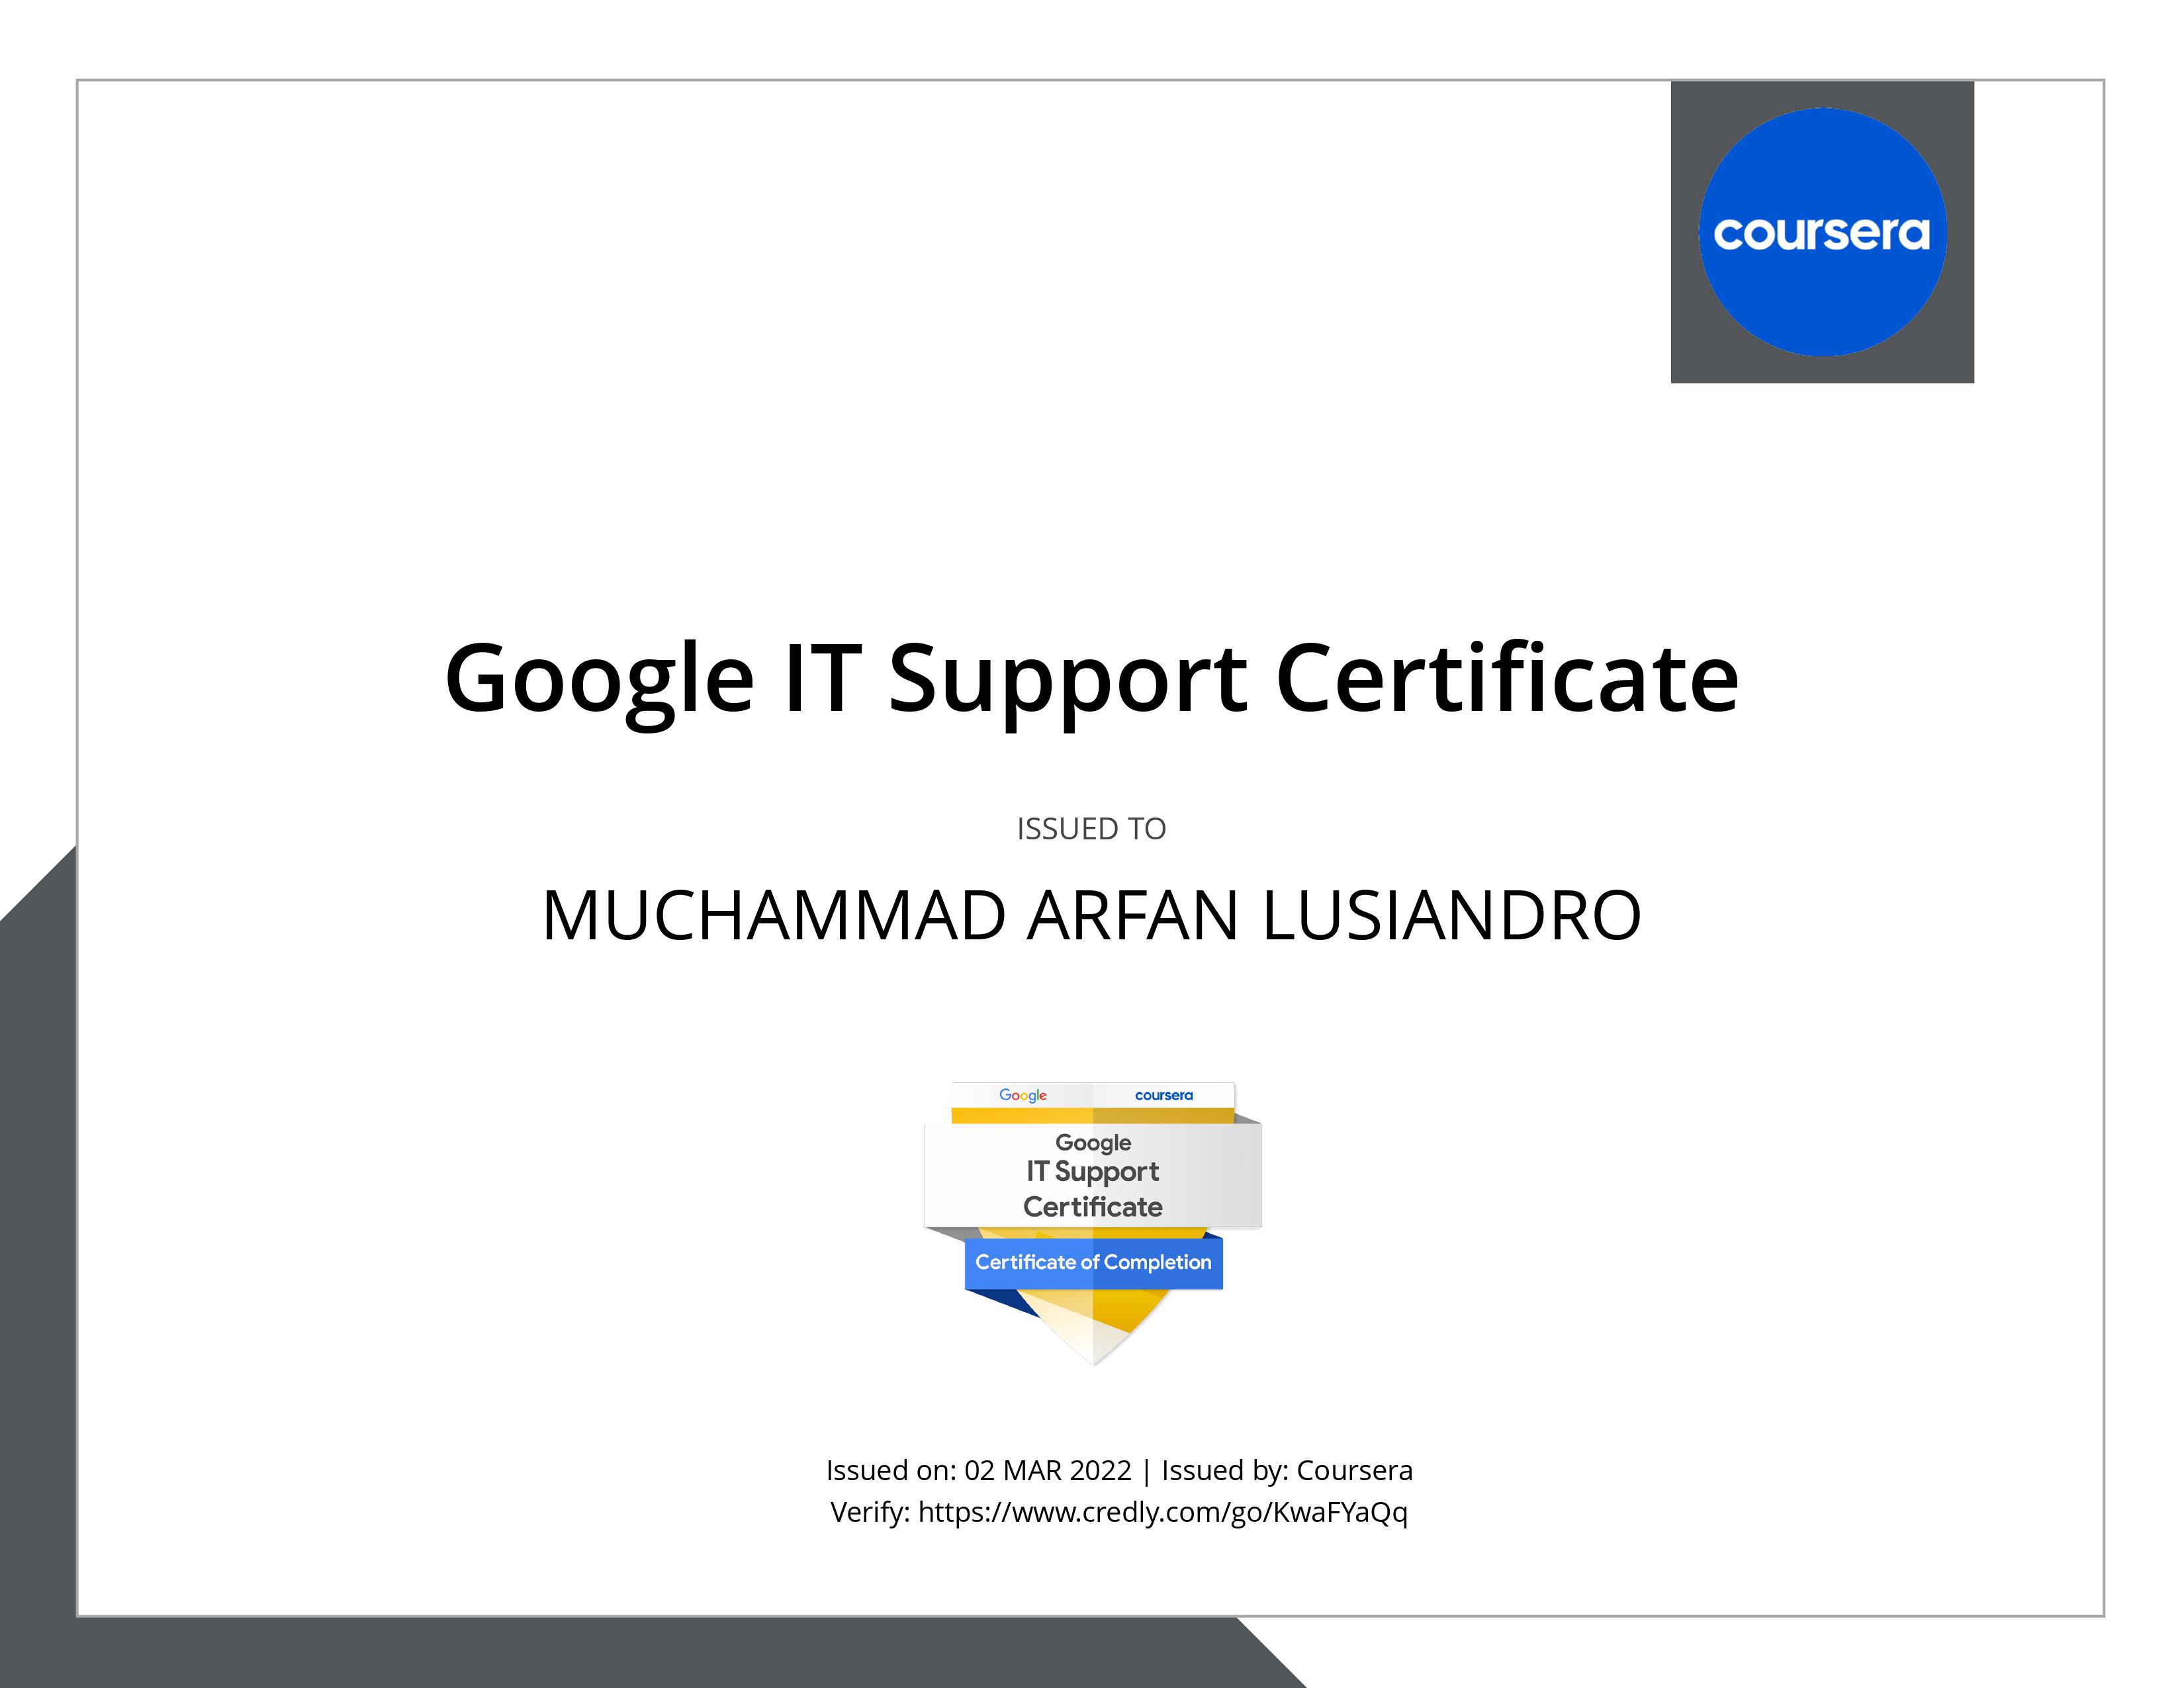 coursera
Google IT Support Certificate
ISSUED TO
MUCHAMMAD ARFAN LUSIANDRO
Google coursera
Google
IT Support
Certificate
Certificate of Completion
Issued on: 02 MAR 2022 | Issued by: Coursera
Verify: https://www.credly.com/go/KwaFYaQq